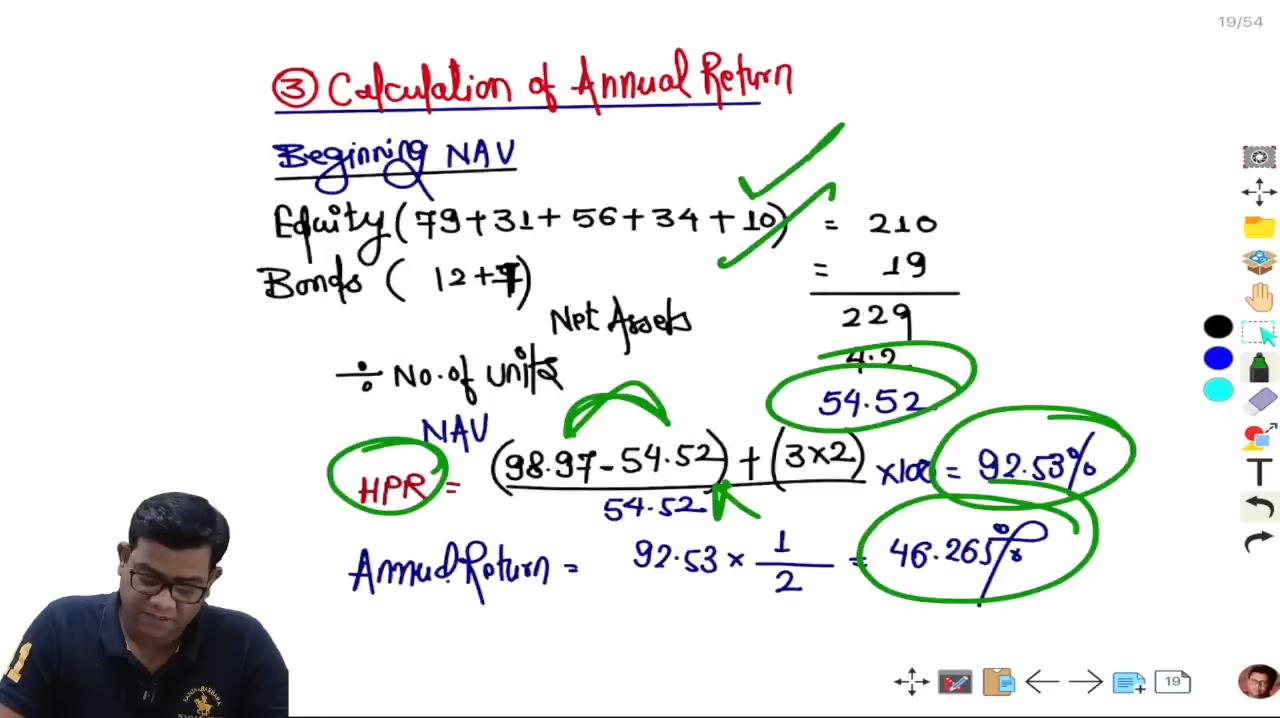 19/54
③ Calculation of Annual Return
Beginning NAV
Equity (79+31+56+34+10) = 210
Bonds (12+7) = 19
Net Assets 229
÷ No. of Units 4.2
NAV 54.52
HPR = (98.97-54.52)+(3×2) ×100 = 92.53%
54.52
Annual Return = 92.53 × 1/2 = 46.265%
19